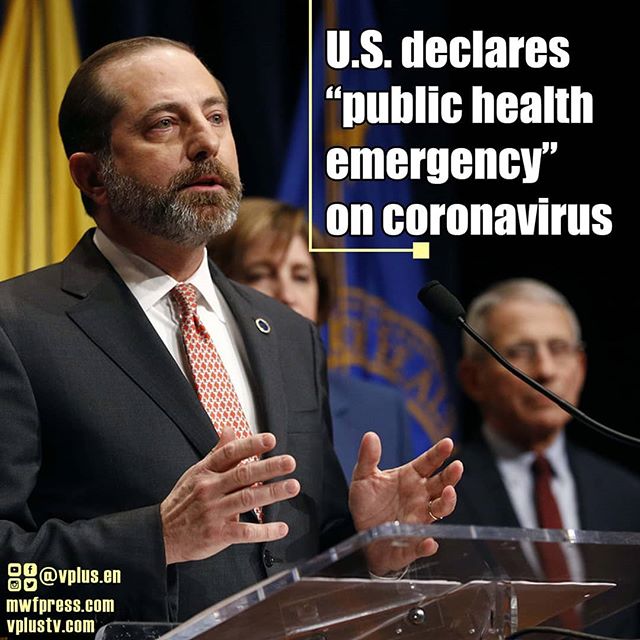 U.S. declares
“public health
emergency”
on coronavirus
@vplus.en
mwfpress.com
vplustv.com